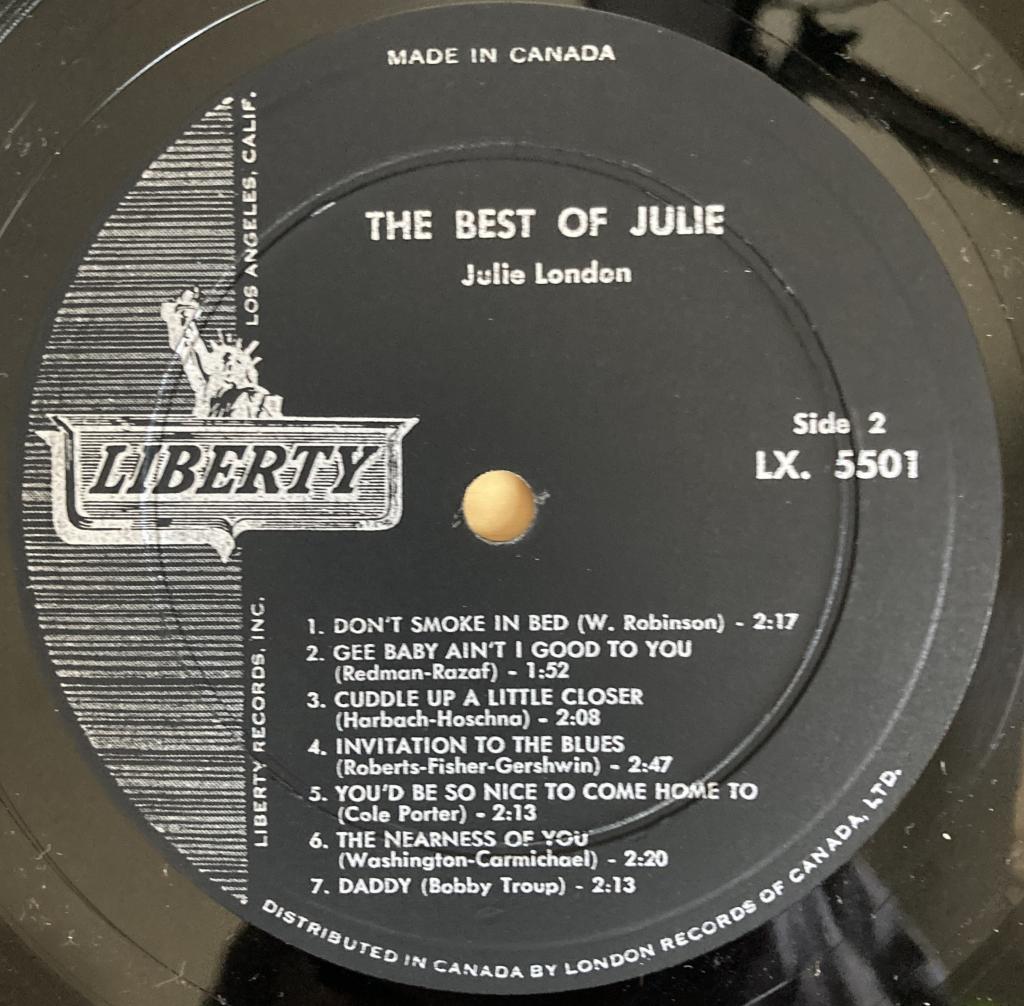 MADE IN CANADA
LOS ANGELES, CALIF.
THE BEST OF JULIE
Julie London
LIBERTY
Side 2
LX. 5501
LIBERTY RECORDS, INC.
1. DON'T SMOKE IN BED (W. Robinson) - 2:17
2. GEE BABY AIN'T I GOOD TO YOU
(Redman-Razaf) - 1:52
3. CUDDLE UP A LITTLE CLOSER
(Harbach-Hoschna) - 2:08
4. INVITATION TO THE BLUES
(Roberts-Fisher-Gershwin) - 2:47
5. YOU'D BE SO NICE TO COME HOME TO
(Cole Porter) - 2:13
6. THE NEARNESS OF YOU
(Washington-Carmichael) - 2:20
7. DADDY (Bobby Troup) - 2:13
DISTRIBUTED IN CANADA BY LONDON RECORDS OF CANADA, LTD.